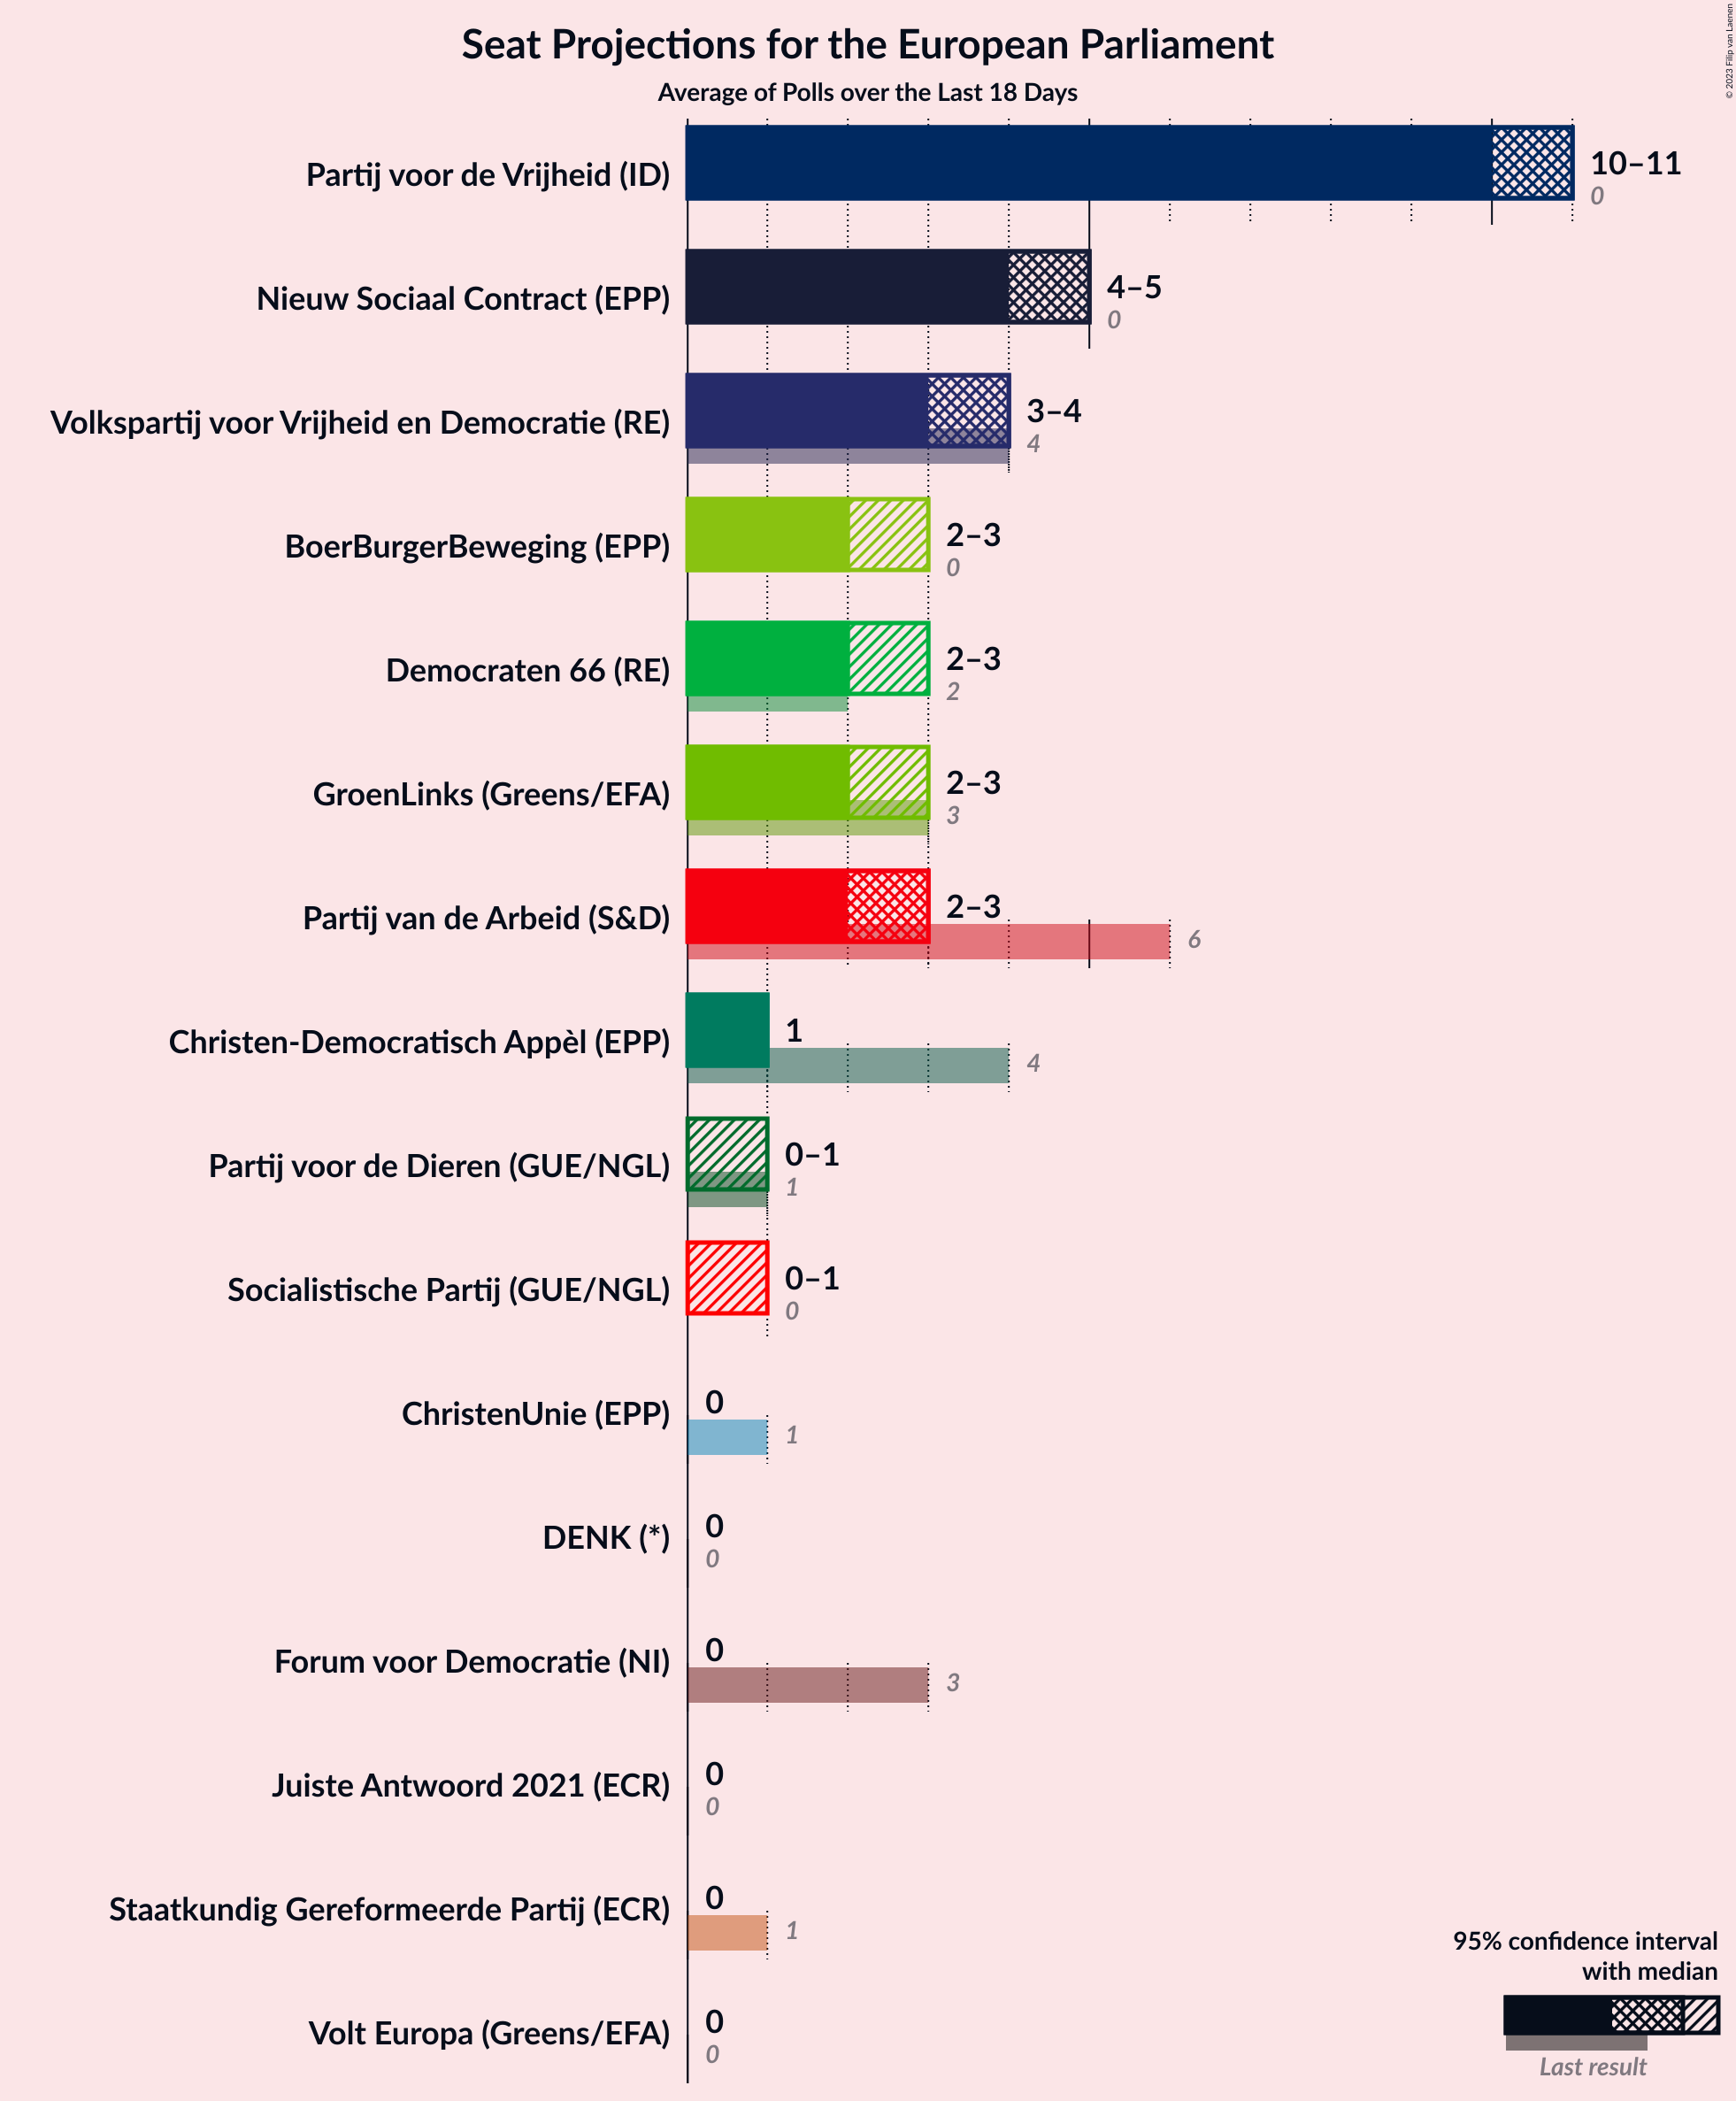 Seat Projections for the European Parliament
Average of Polls over the Last 18 Days
© 2023 Filip van Laenen
Partij voor de Vrijheid (ID)
10–11
0
Nieuw Sociaal Contract (EPP)
4–5
0
Volkspartij voor Vrijheid en Democratie (RE)
3–4
4
BoerBurgerBeweging (EPP)
2–3
0
Democraten 66 (RE)
2–3
2
GroenLinks (Greens/EFA)
2–3
3
Partij van de Arbeid (S&D)
2–3
6
Christen-Democratisch Appèl (EPP)
1
4
Partij voor de Dieren (GUE/NGL)
0–1
1
Socialistische Partij (GUE/NGL)
0–1
0
ChristenUnie (EPP)
0
1
DENK (*)
0
0
Forum voor Democratie (NI)
0
3
Juiste Antwoord 2021 (ECR)
0
0
Staatkundig Gereformeerde Partij (ECR)
0
1
Volt Europa (Greens/EFA)
0
0
95% confidence interval
with median
Last result